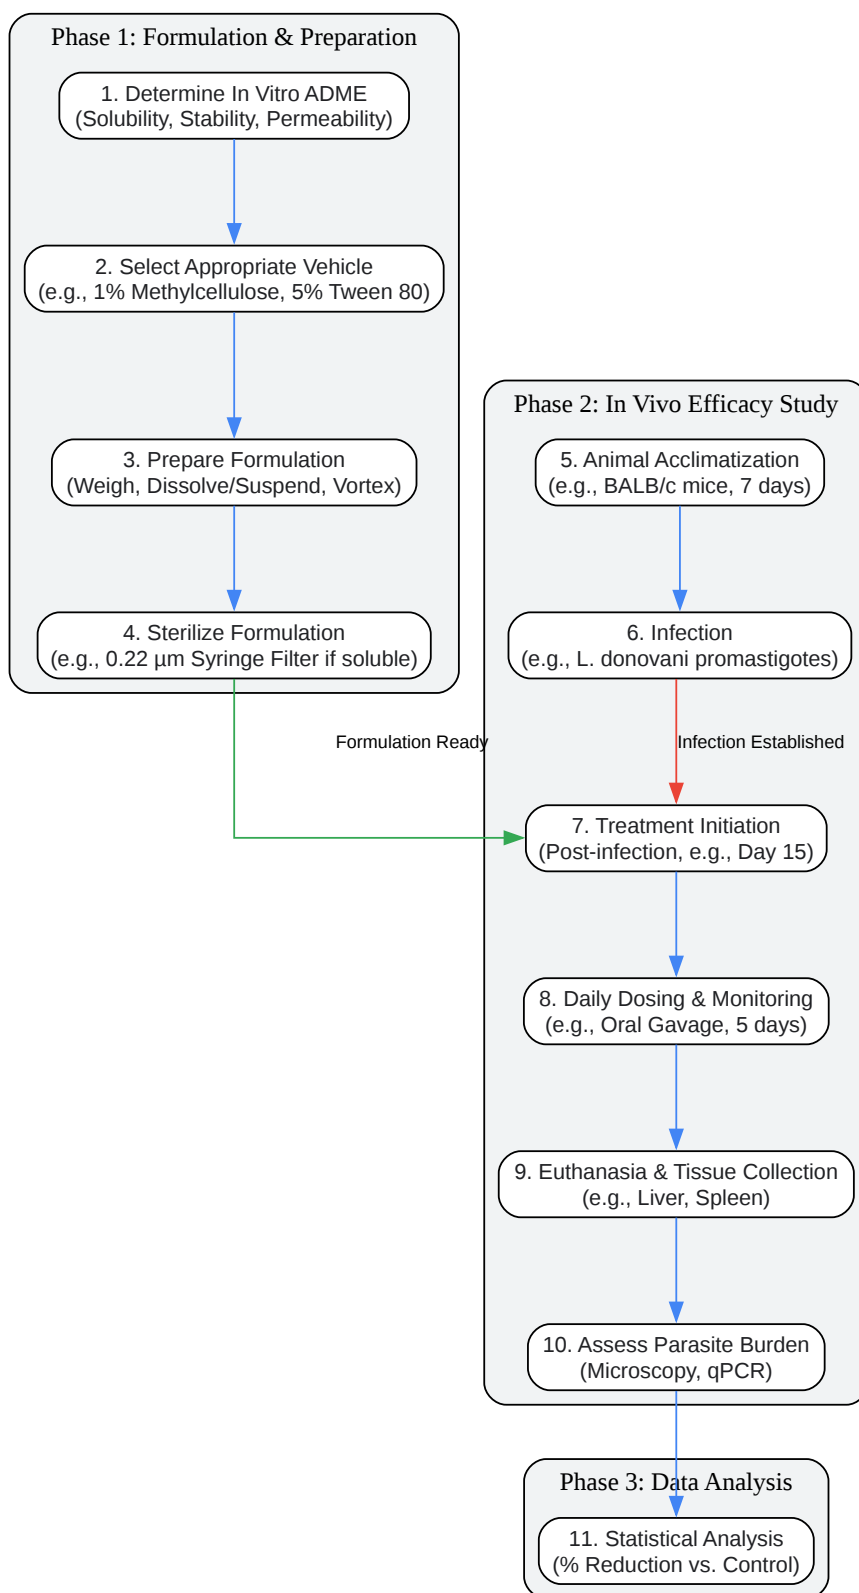 Phase 1: Formulation & Preparation
1. Determine In Vitro ADME
(Solubility, Stability, Permeability)
2. Select Appropriate Vehicle
(e.g., 1% Methylcellulose, 5% Tween 80)
3. Prepare Formulation
(Weigh, Dissolve/Suspend, Vortex)
4. Sterilize Formulation
(e.g., 0.22 µm Syringe Filter if soluble)
Formulation Ready
Phase 2: In Vivo Efficacy Study
5. Animal Acclimatization
(e.g., BALB/c mice, 7 days)
6. Infection
(e.g., L. donovani promastigotes)
Infection Established
7. Treatment Initiation
(Post-infection, e.g., Day 15)
8. Daily Dosing & Monitoring
(e.g., Oral Gavage, 5 days)
9. Euthanasia & Tissue Collection
(e.g., Liver, Spleen)
10. Assess Parasite Burden
(Microscopy, qPCR)
Phase 3: Data Analysis
11. Statistical Analysis
(% Reduction vs. Control)